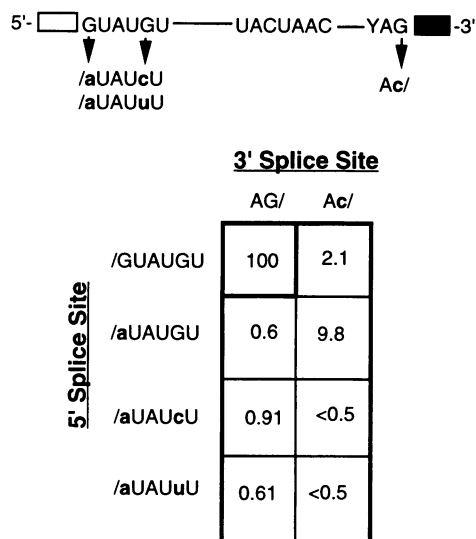 5'- GUAUGU UACUAAC YAG -3'
/aUAUcU Ac/
/aUAUuU
3' Splice Site
AG/ Ac/
5' Splice Site
/GUAUGU 100 2.1
/aUAUGU 0.6 9.8
/aUAUcU 0.91 <0.5
/aUAUuU 0.61 <0.5